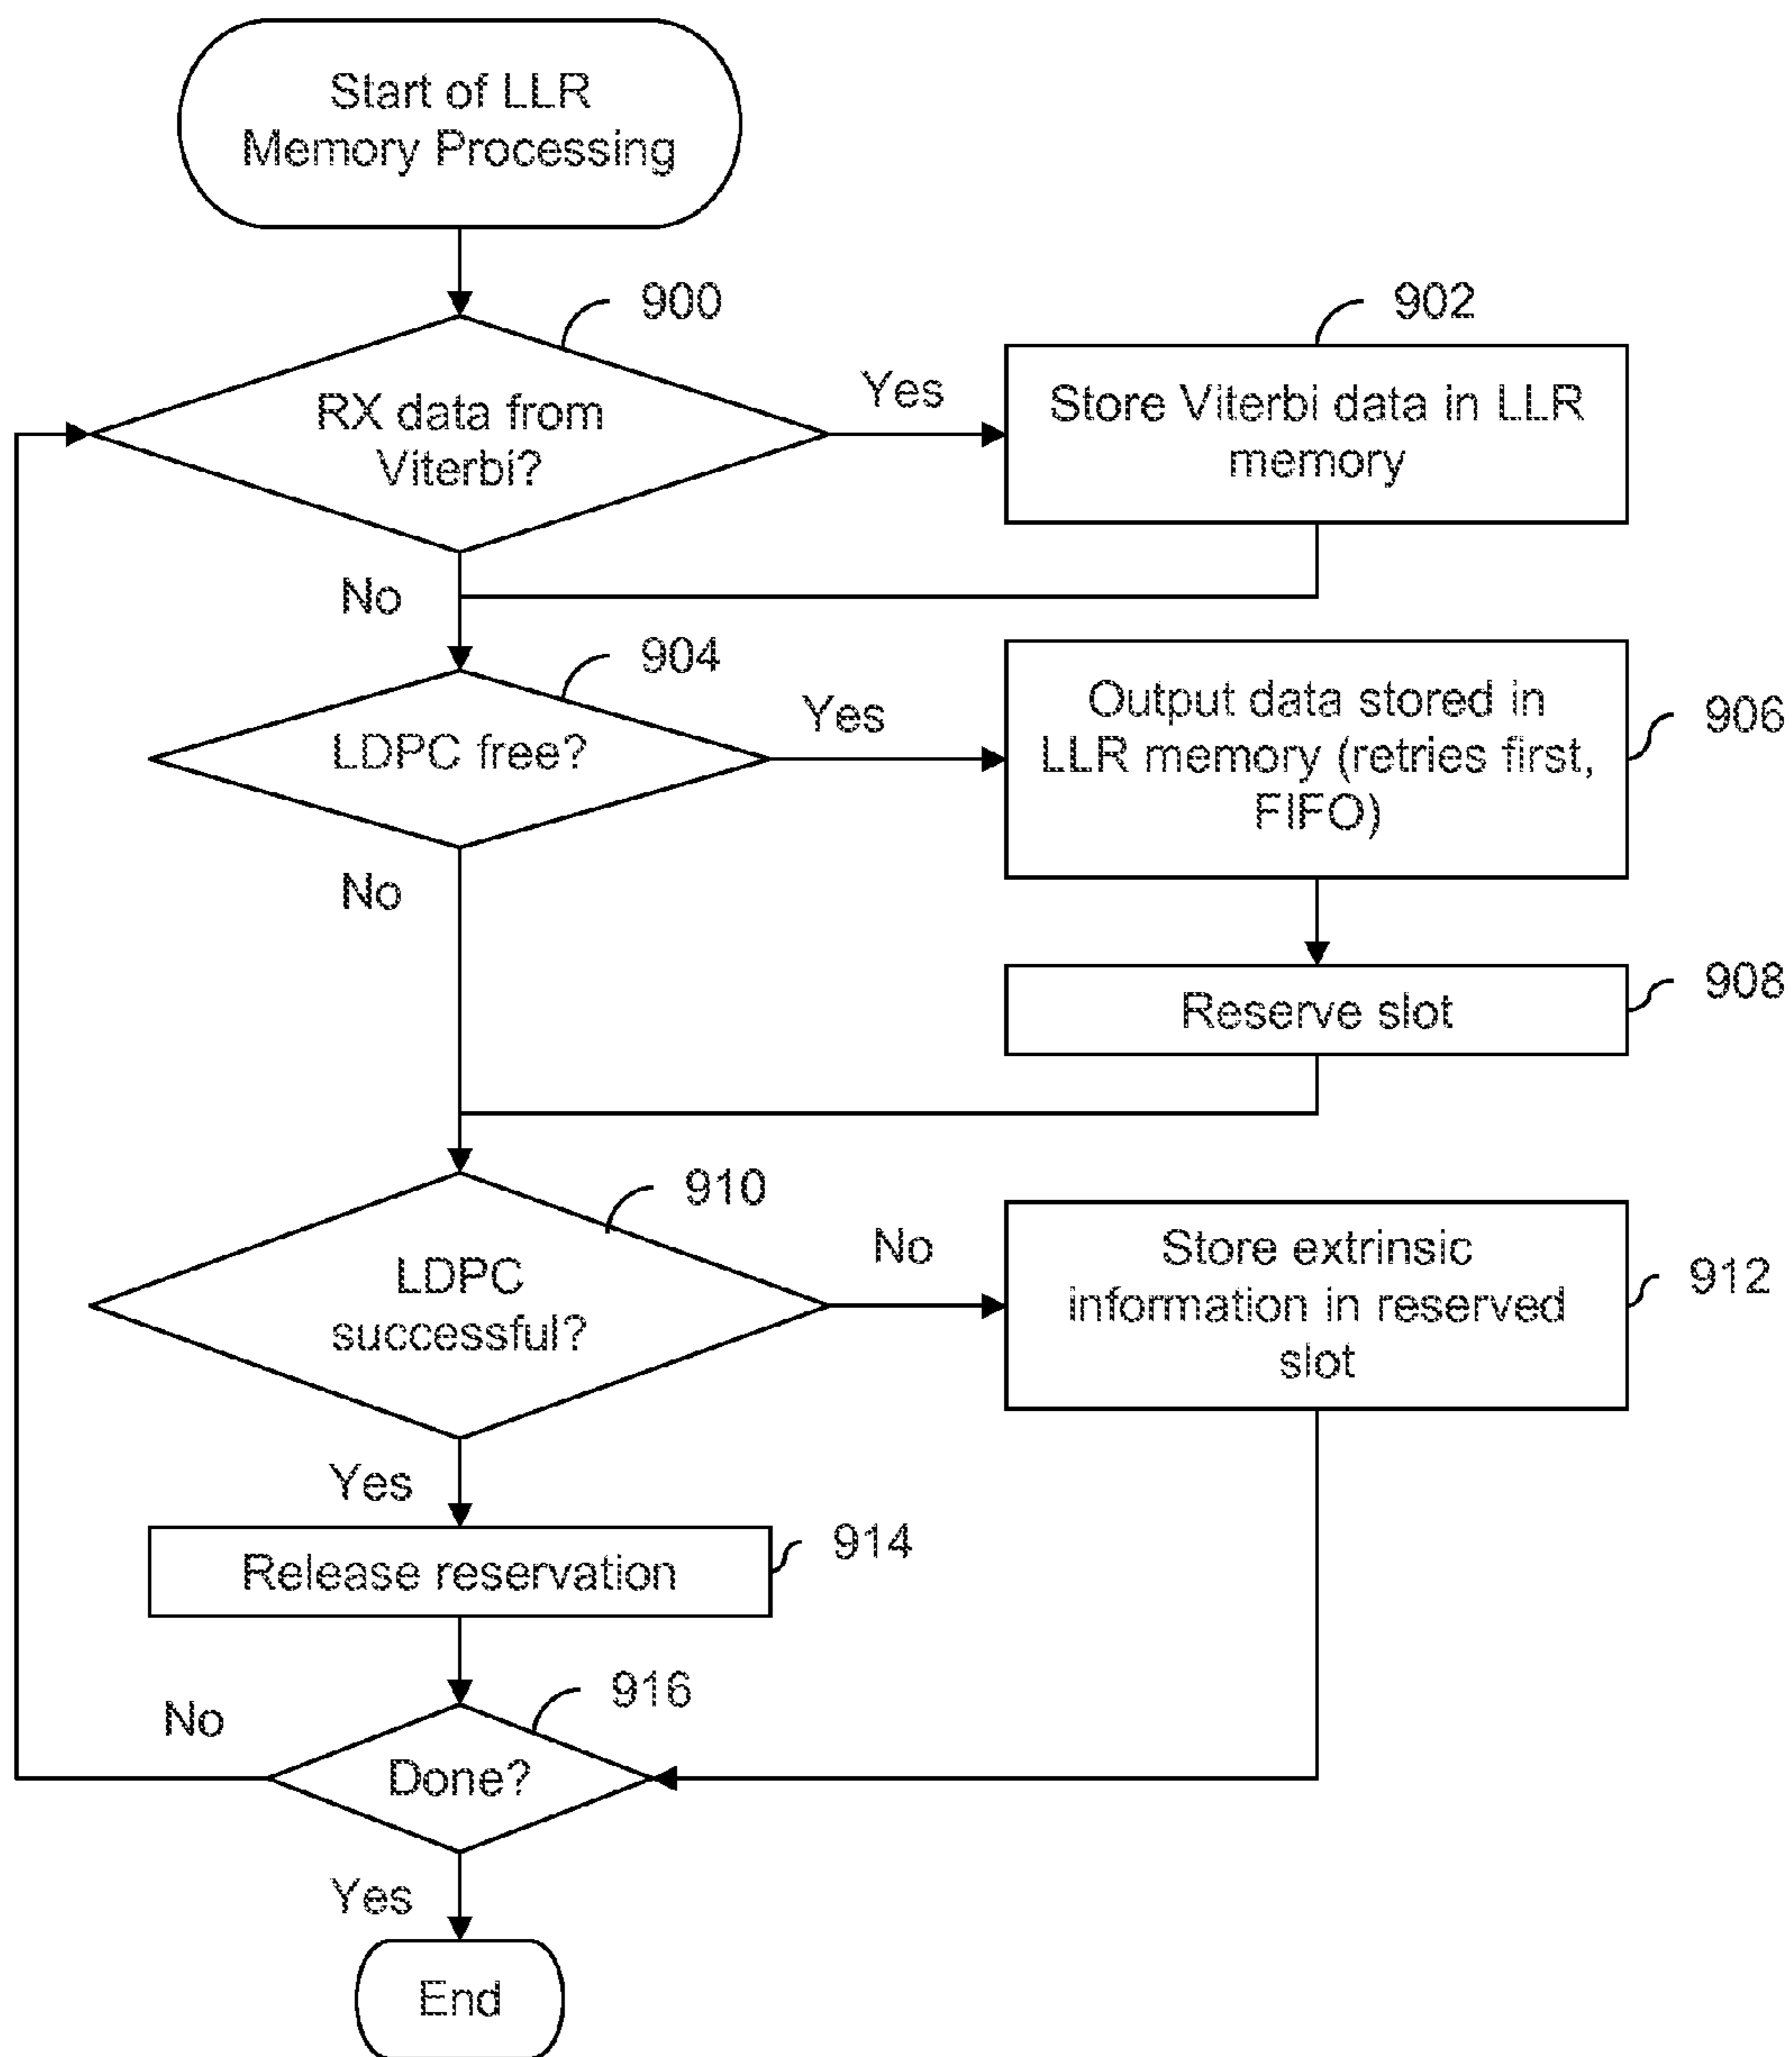 Start of LLR
Memory Processing
900
902
RX data from
Viterbi?
Yes
Store Viterbi data in LLR
memory
No
904
LDPC free?
Yes
Output data stored in
LLR memory (retries first,
FIFO)
906
No
Reserve slot
908
910
LDPC
successful?
No
Store extrinsic
information in reserved
slot
912
Yes
Release reservation
914
916
No
Done?
Yes
End